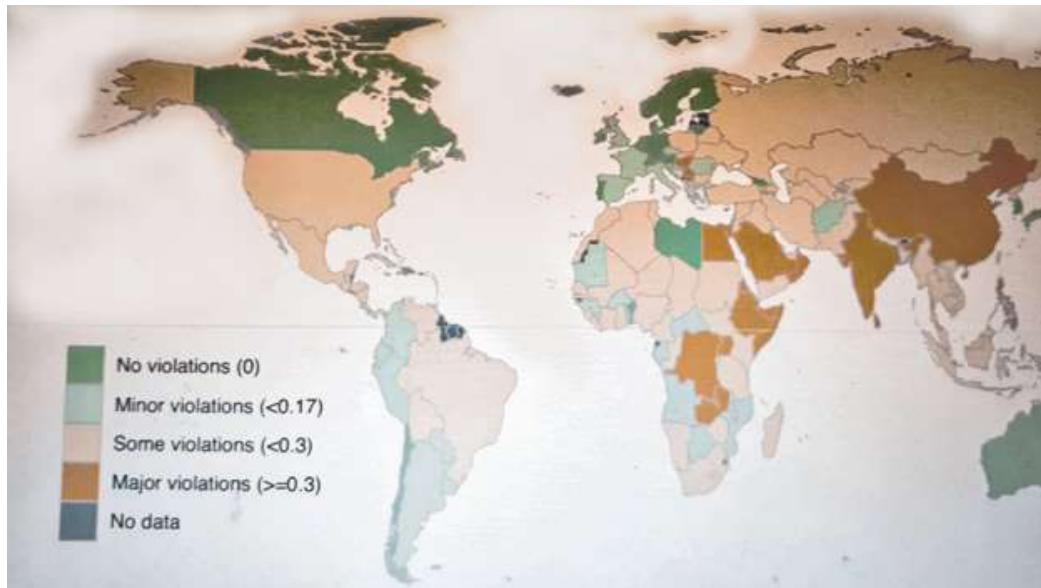 No violations (0)
Minor violations (<0.17)
Some violations (<0.3)
Major violations (>=0.3)
No data